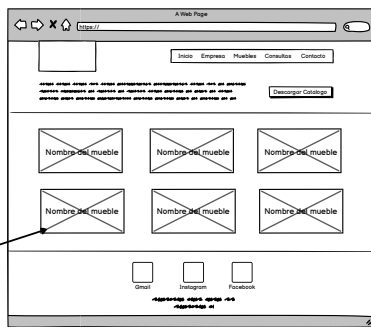 A Web Page
https://
Inicio Empresa Muebles Consultas Contacto
Descargar Catalogo
Nombre del mueble Nombre del mueble Nombre del mueble
Nombre del mueble Nombre del mueble Nombre del mueble
Gmail Instagram Facebook